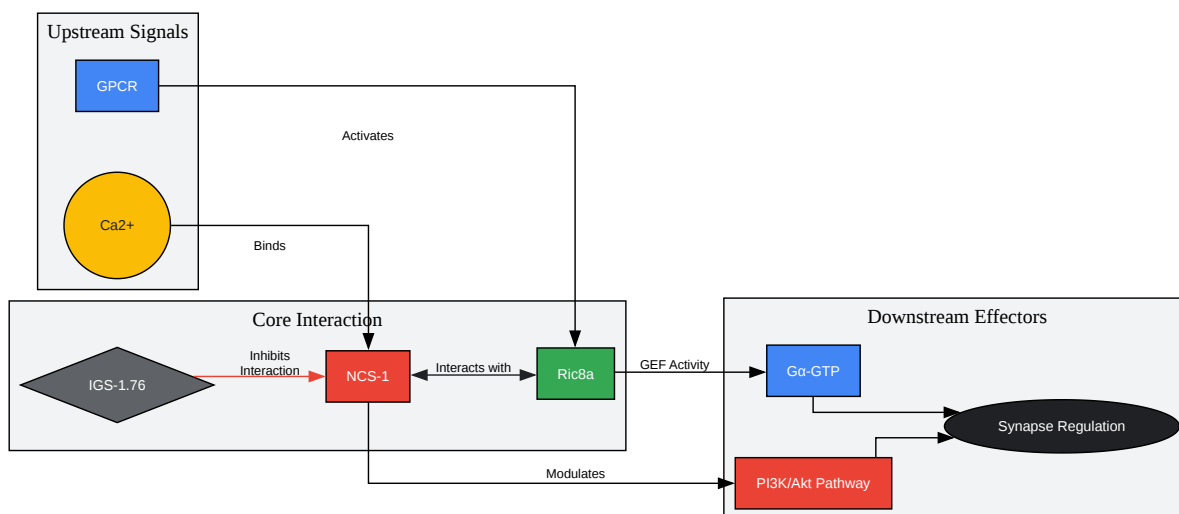 Upstream Signals
GPCR
Activates
Ca2+
Binds
Core Interaction
IGS-1.76
Inhibits
Interaction
NCS-1
Interacts with
Ric8a
GEF Activity
Modulates
Downstream Effectors
Gα-GTP
Synapse Regulation
PI3K/Akt Pathway